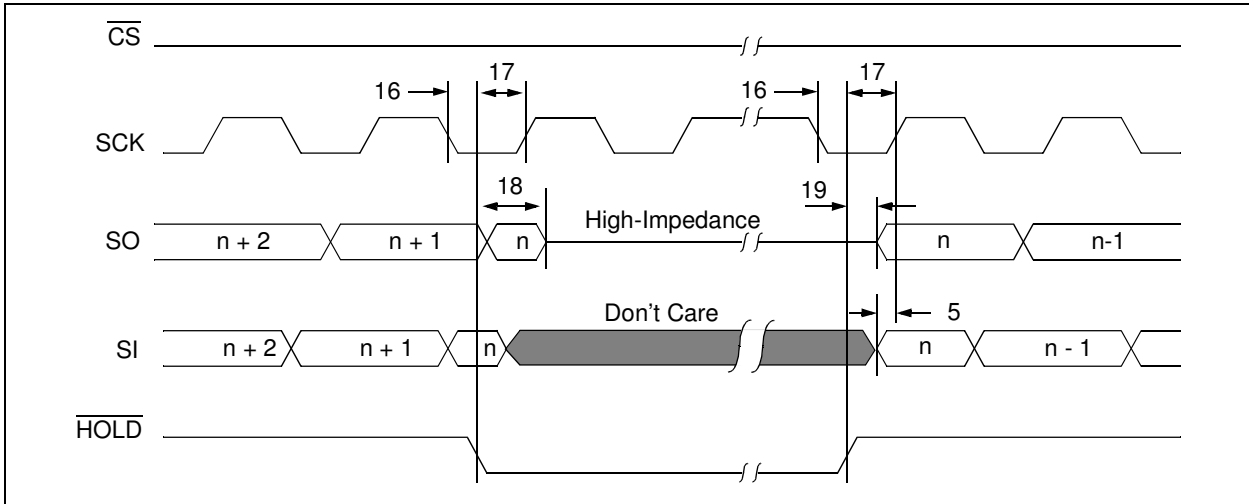 CS
17
17
16
16
SCK
18
19
High-Impedance
SO
n + 2
n + 1
n
n
n-1
Don't Care
5
SI
n + 2
n + 1
n
n
n - 1
HOLD